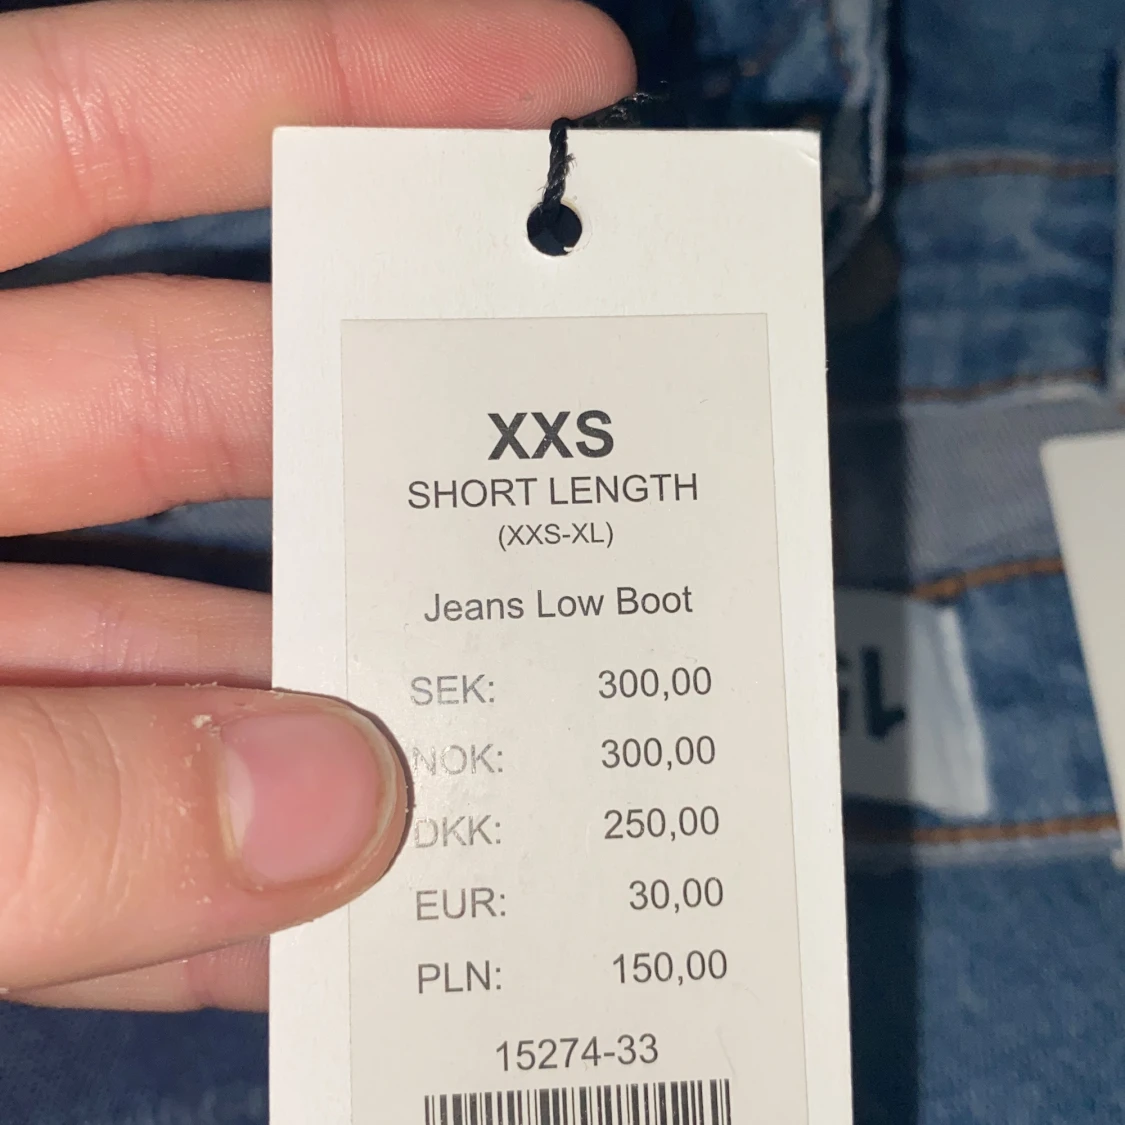 XXS
SHORT LENGTH
(XXS-XL)
Jeans Low Boot
SEK: 300,00
NOK: 300,00
DKK: 250,00
EUR: 30,00
PLN: 150,00
15274-33